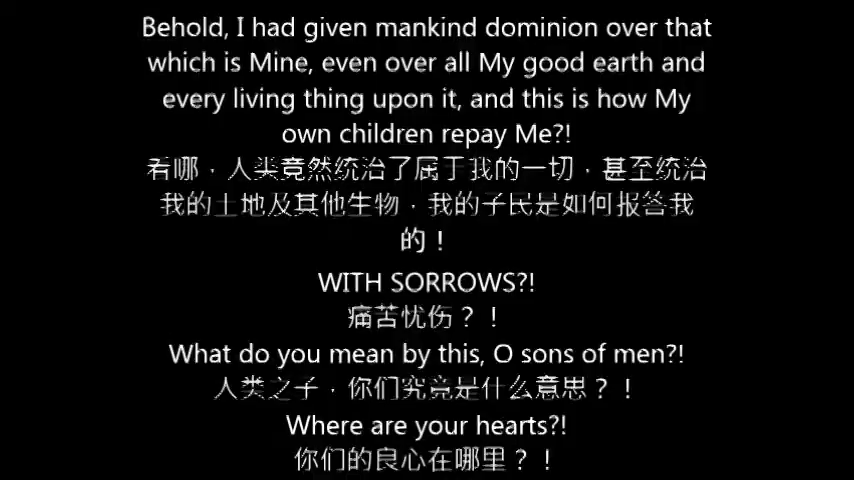 Behold, I had given mankind dominion over that
which is Mine, even over all My good earth and
every living thing upon it, and this is how My
own children repay Me?!
看哪，人类竟然统治了属于我的一切，甚至统治
我的土地及其他生物，我的子民是如何报答我
的！
WITH SORROWS?!
痛苦忧伤？！
What do you mean by this, O sons of men?!
人类之子，你们究竟是什么意思？！
Where are your hearts?!
你们的良心在哪里？！